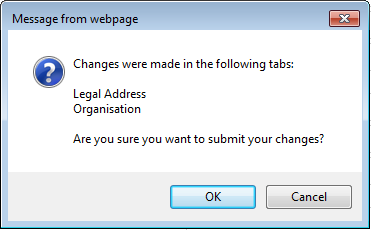 Message from webpage
Changes were made in the following tabs:
Legal Address
Organisation
Are you sure you want to submit your changes?
OK
Cancel